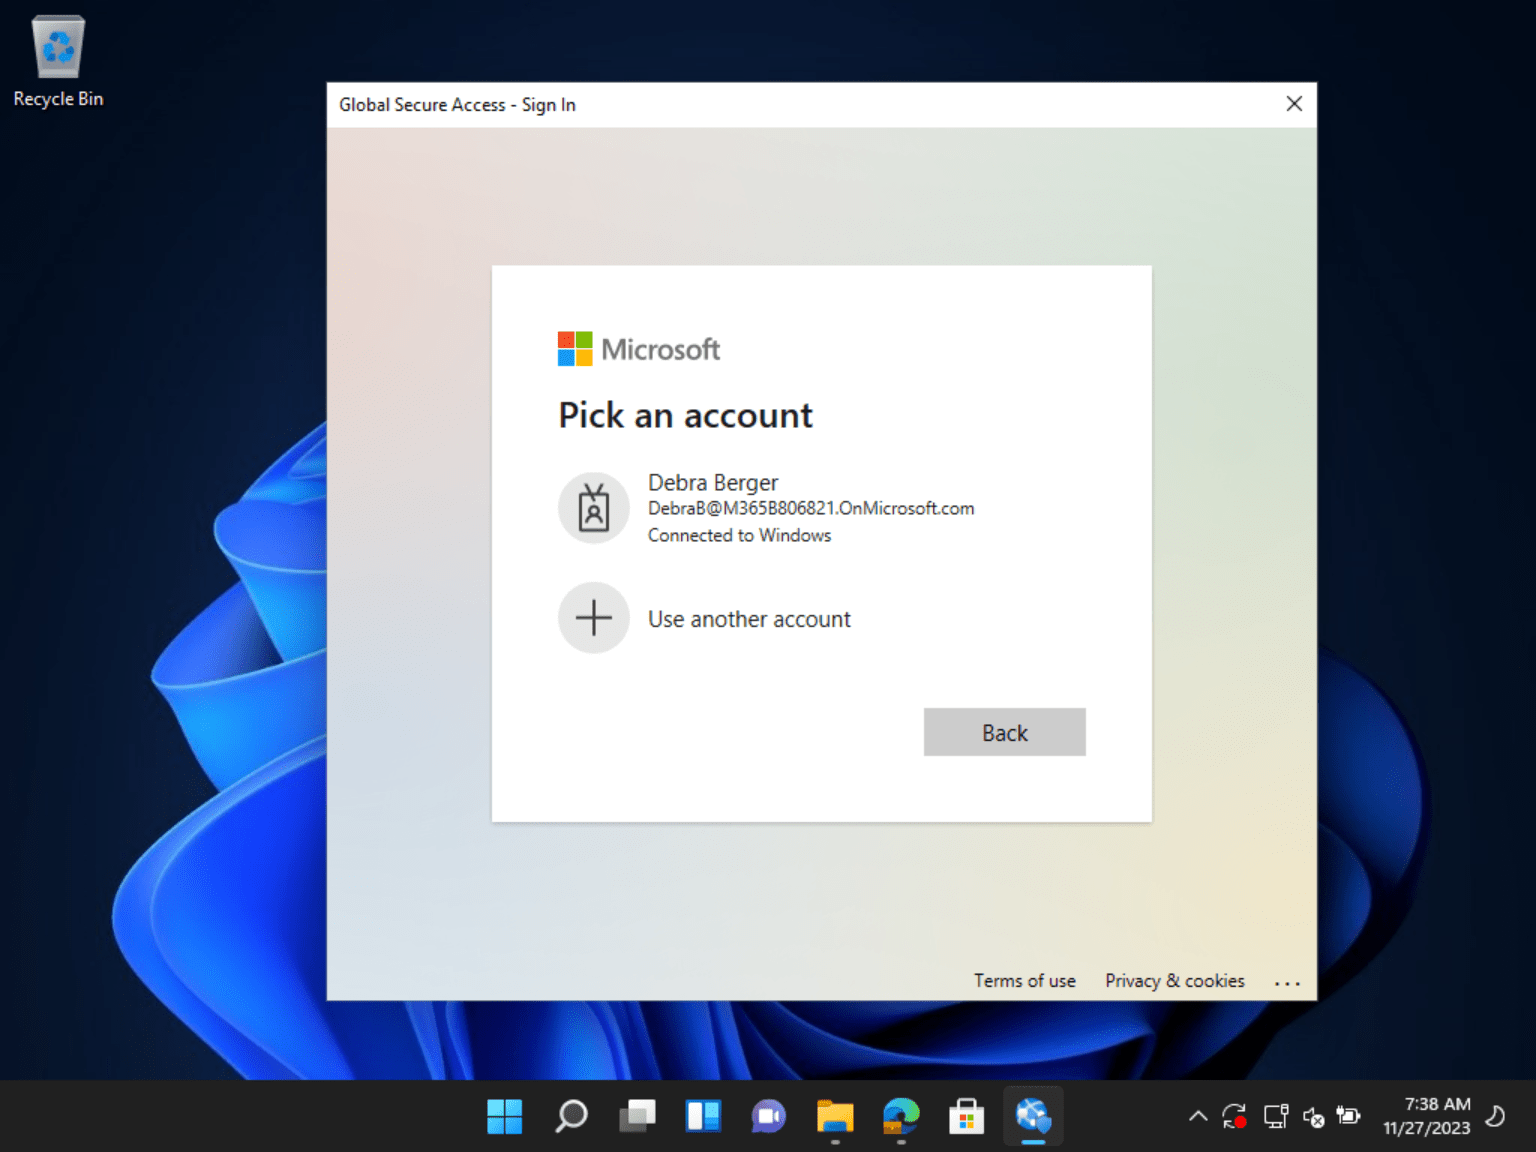 Recycle Bin
Global Secure Access - Sign In
Microsoft
Pick an account
Debra Berger
DebraB@M365B806821.OnMicrosoft.com
Connected to Windows
Use another account
Back
Terms of use
Privacy & cookies
...
7:38 AM
11/27/2023